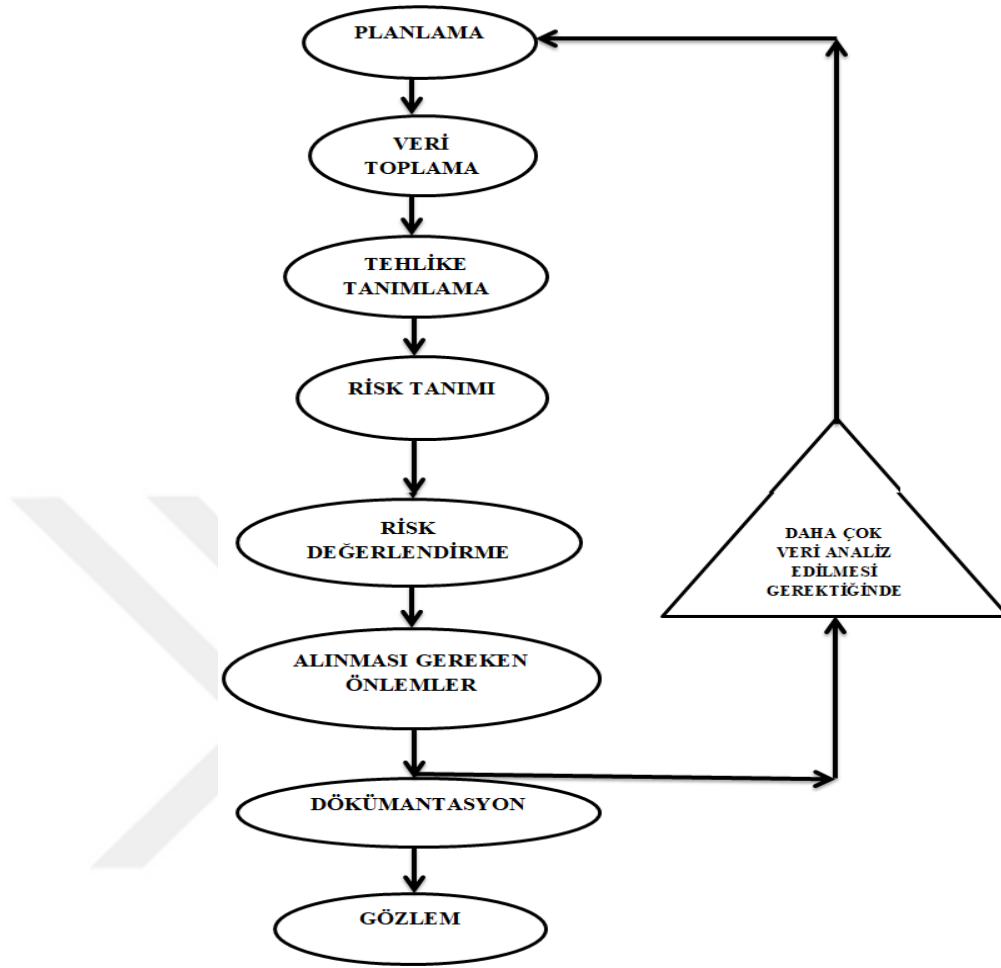 PLANLAMA
VERİ
TOPLAMA
TEHLİKE
TANIMLAMA
RİSK TANIMI
RİSK
DEĞERLENDİRME
ALINMASI GEREKEN
ÖNLEMLER
DÖKÜMANTASYON
GÖZLEM
DAHA ÇOK
VERİ ANALİZ
EDİLMESİ
GEREKTİĞİNDE